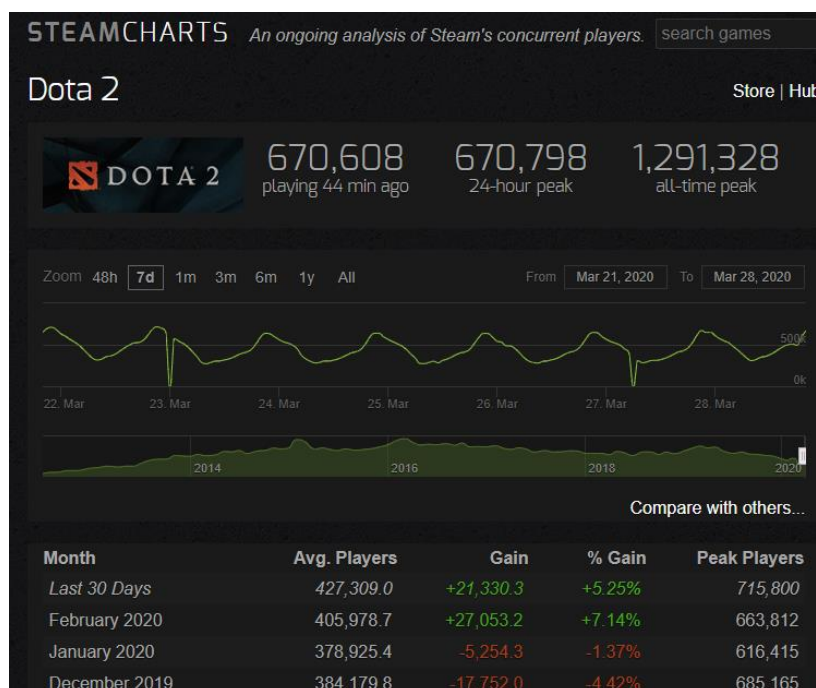 STEAMCHARTS An ongoing analysis of Steam's concurrent players. search games
Dota 2 Store | Hub
DOTA 2
670,608 670,798 1,291,328
playing 44 min ago 24-hour peak all-time peak
Zoom 48h 7d 1m 3m 6m 1y All From Mar 21, 2020 To Mar 28, 2020
500k
0k
22. Mar 23. Mar 24. Mar 25. Mar 26. Mar 27. Mar 28. Mar
2014 2016 2018 2020
Compare with others...
Month Avg. Players Gain % Gain Peak Players
Last 30 Days 427,309.0 +21,330.3 +5.25% 715,800
February 2020 405,978.7 +27,053.2 +7.14% 663,812
January 2020 378,925.4 -5,254.3 -1.37% 616,415
December 2019 384,179.8 -17,752.0 -4.42% 685,165